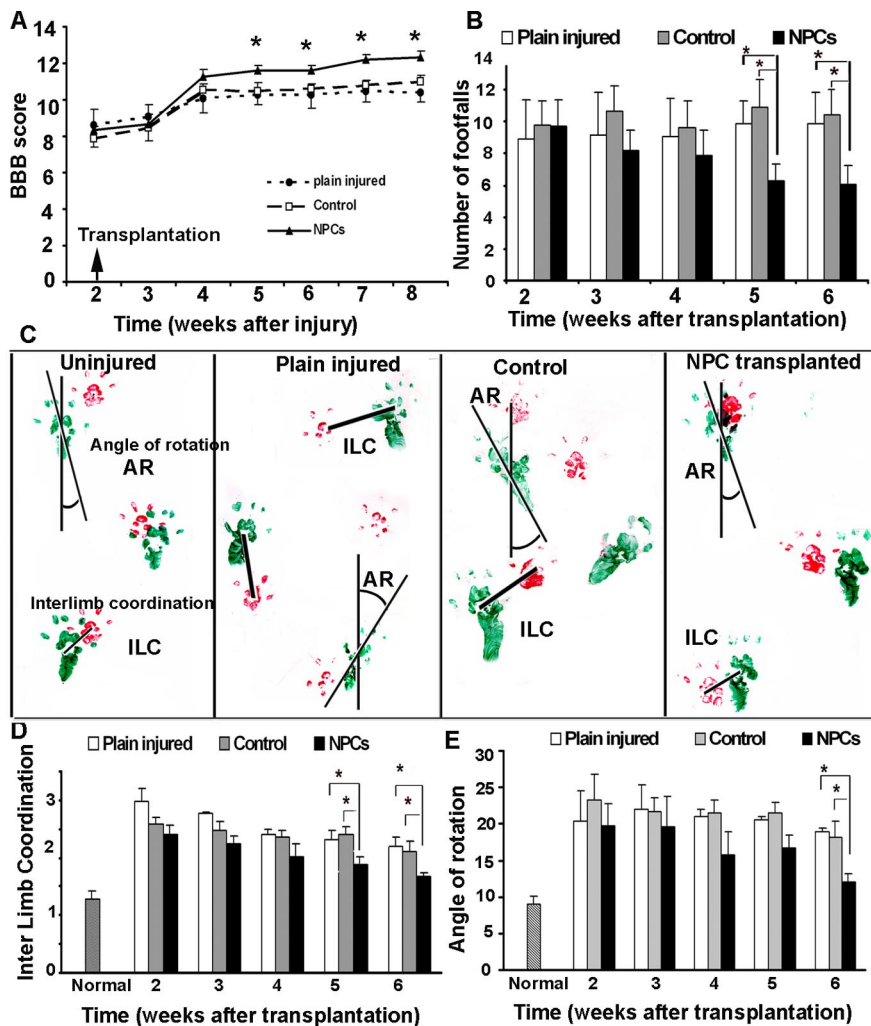 A
* * * *
BBB score
14
12
10
8
6
4
2
0
plain injured
Control
NPCs
Transplantation
2 3 4 5 6 7 8
Time (weeks after injury)
B
Plain injured Control NPCs
* *
* *
Number of footfalls
14
12
10
8
6
4
2
0
2 3 4 5 6
Time (weeks after transplantation)
C
Uninjured
Angle of rotation
AR
Interlimb coordination
ILC
Plain injured
ILC
AR
Control
AR
ILC
NPC transplanted
AR
ILC
D
Plain injured Control NPCs
* *
* *
Inter Limb Coordination
3
2
1
0
Normal 2 3 4 5 6
Time (weeks after transplantation)
E
Plain injured Control NPCs
*
*
Angle of rotation
30
25
20
15
10
5
0
Normal 2 3 4 5 6
Time (weeks after transplantation)